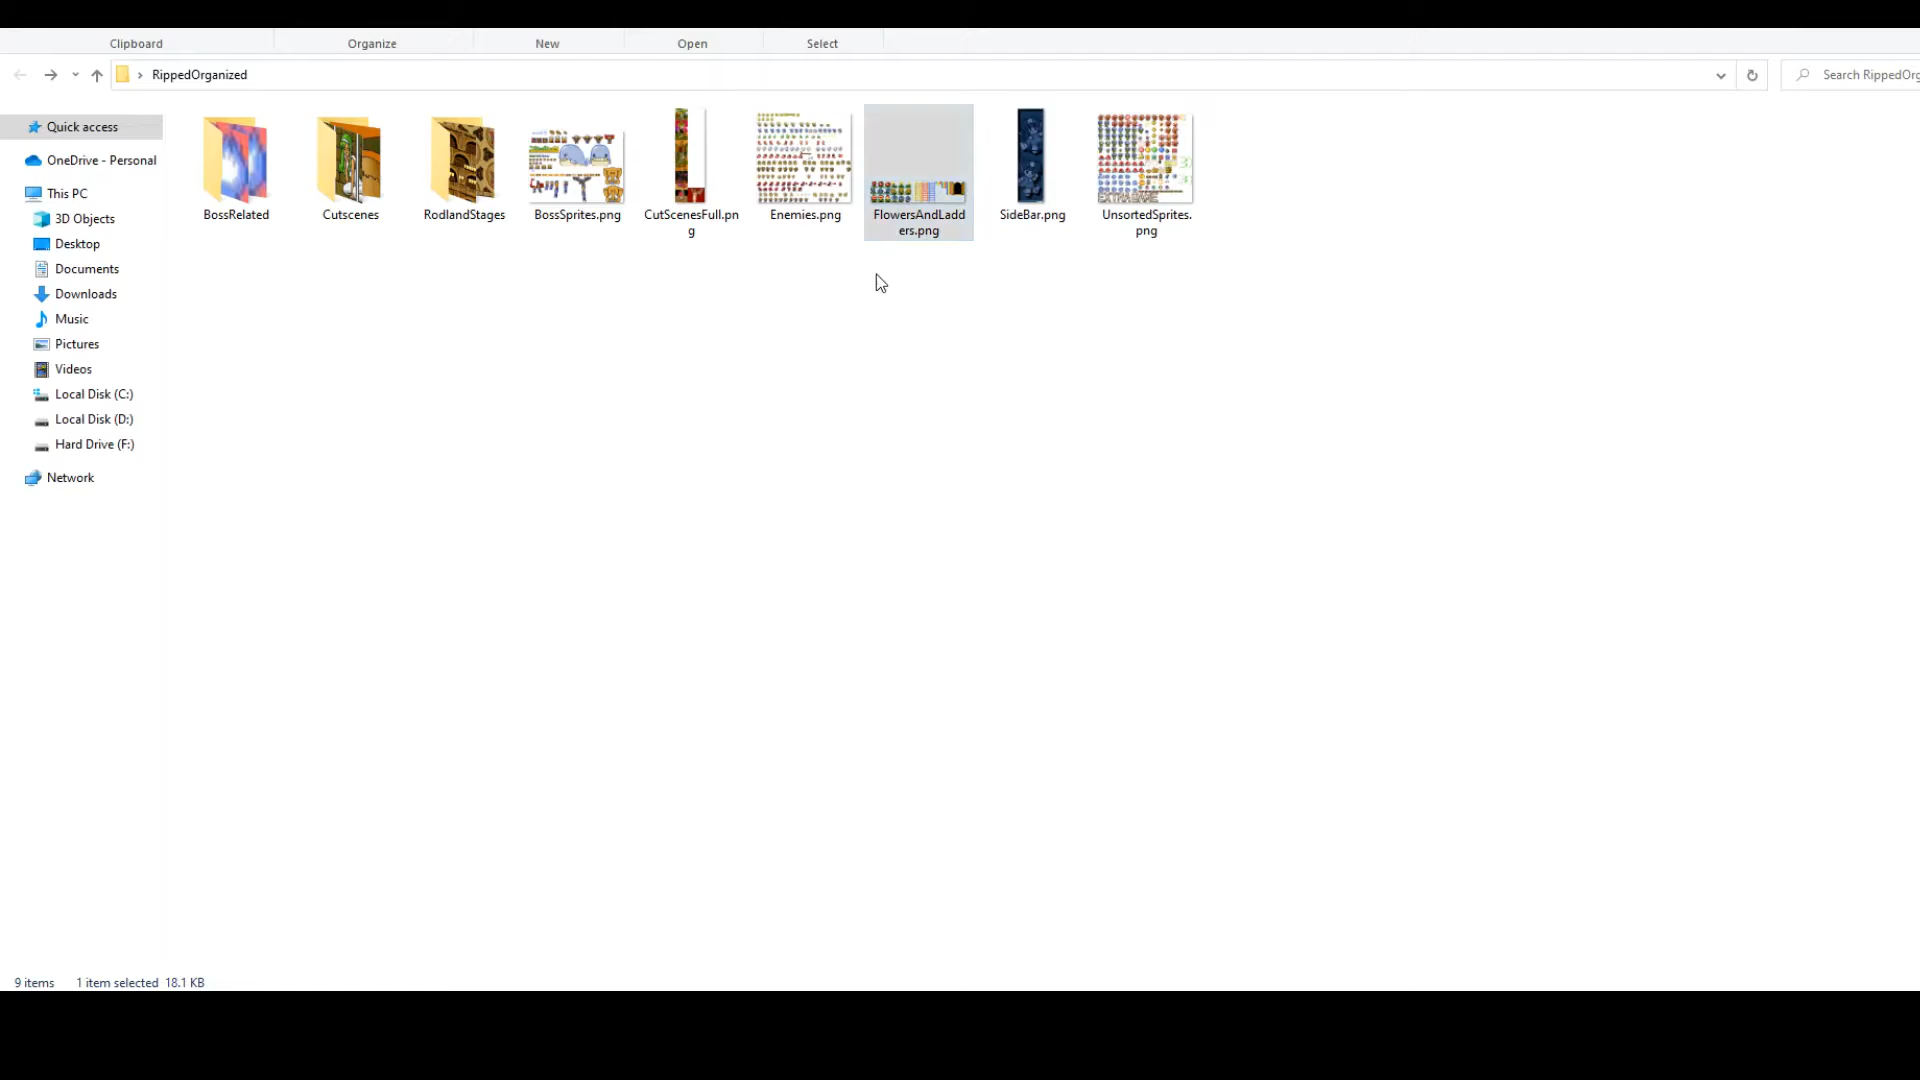 Clipboard
Organize
New
Open
Select
RippedOrganized
Search RippedOrg
Quick access
OneDrive - Personal
This PC
3D Objects
Desktop
Documents
Downloads
Music
Pictures
Videos
Local Disk (C:)
Local Disk (D:)
Hard Drive (F:)
Network
BossRelated
Cutscenes
RodlandStages
BossSprites.png
CutScenesFull.pn
g
Enemies.png
FlowersAndLadd
ers.png
SideBar.png
UnsortedSprites.
png
EXTRA GAME
9 items
1 item selected 18.1 KB